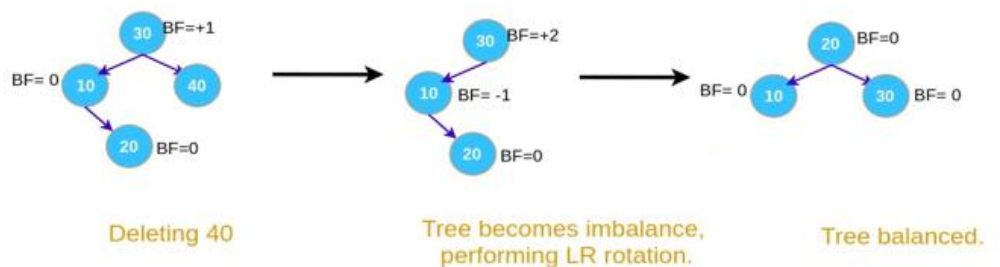 30 BF=+1
BF= 0 10 40
20 BF=0
Deleting 40
30 BF=+2
10 BF= -1
20 BF=0
Tree becomes imbalance,
performing LR rotation.
20 BF=0
BF= 0 10 30 BF= 0
Tree balanced.